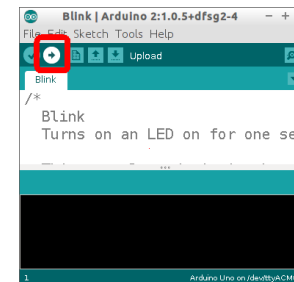 Blink | Arduino 2:1.0.5+dfsg2-4
File Edit Sketch Tools Help
Upload
Blink
/*
Blink
Turns on an LED on for one se
1
Arduino Uno on /dev/ttyACM